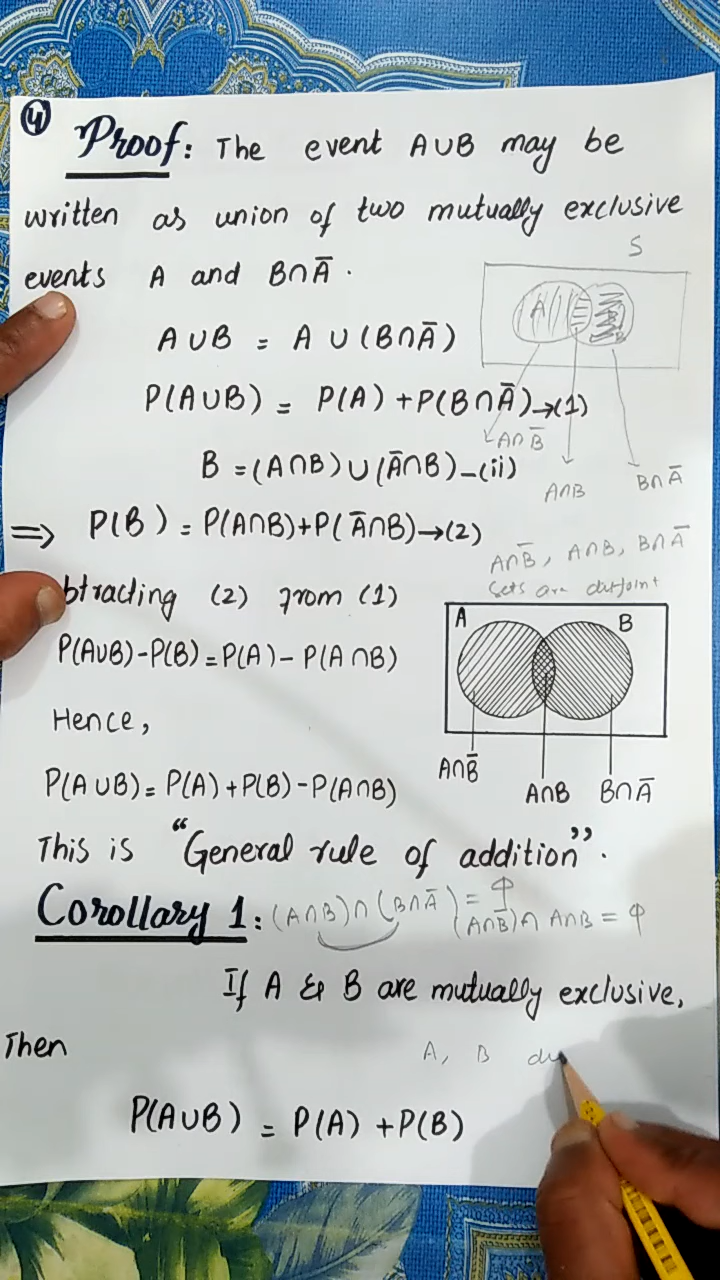 4
Proof: The event A∪B may be
written as union of two mutually exclusive
events A and B∩Ā.
S
A
B
A∪B = A ∪ (B∩Ā)
P(A∪B) = P(A) + P(B∩Ā) → (1)
A∩B̄
A∩B
B∩Ā
B = (A∩B) ∪ (Ā∩B) – (ii)
⟹ P(B) = P(A∩B) + P(Ā∩B) → (2)
A∩B̄, A∩B, B∩Ā
Sets are disjoint
btracting (2) from (1)
A
B
P(A∪B) – P(B) = P(A) – P(A∩B)
Hence,
A∩B̄
A∩B
B∩Ā
P(A∪B) = P(A) + P(B) – P(A∩B)
This is “General rule of addition”.
Corollary 1: (A∩B)∩(B∩Ā) = φ
(A∩B̄)∩ A∩B = φ
If A & B are mutually exclusive,
Then
A, B
P(A∪B) = P(A) + P(B)